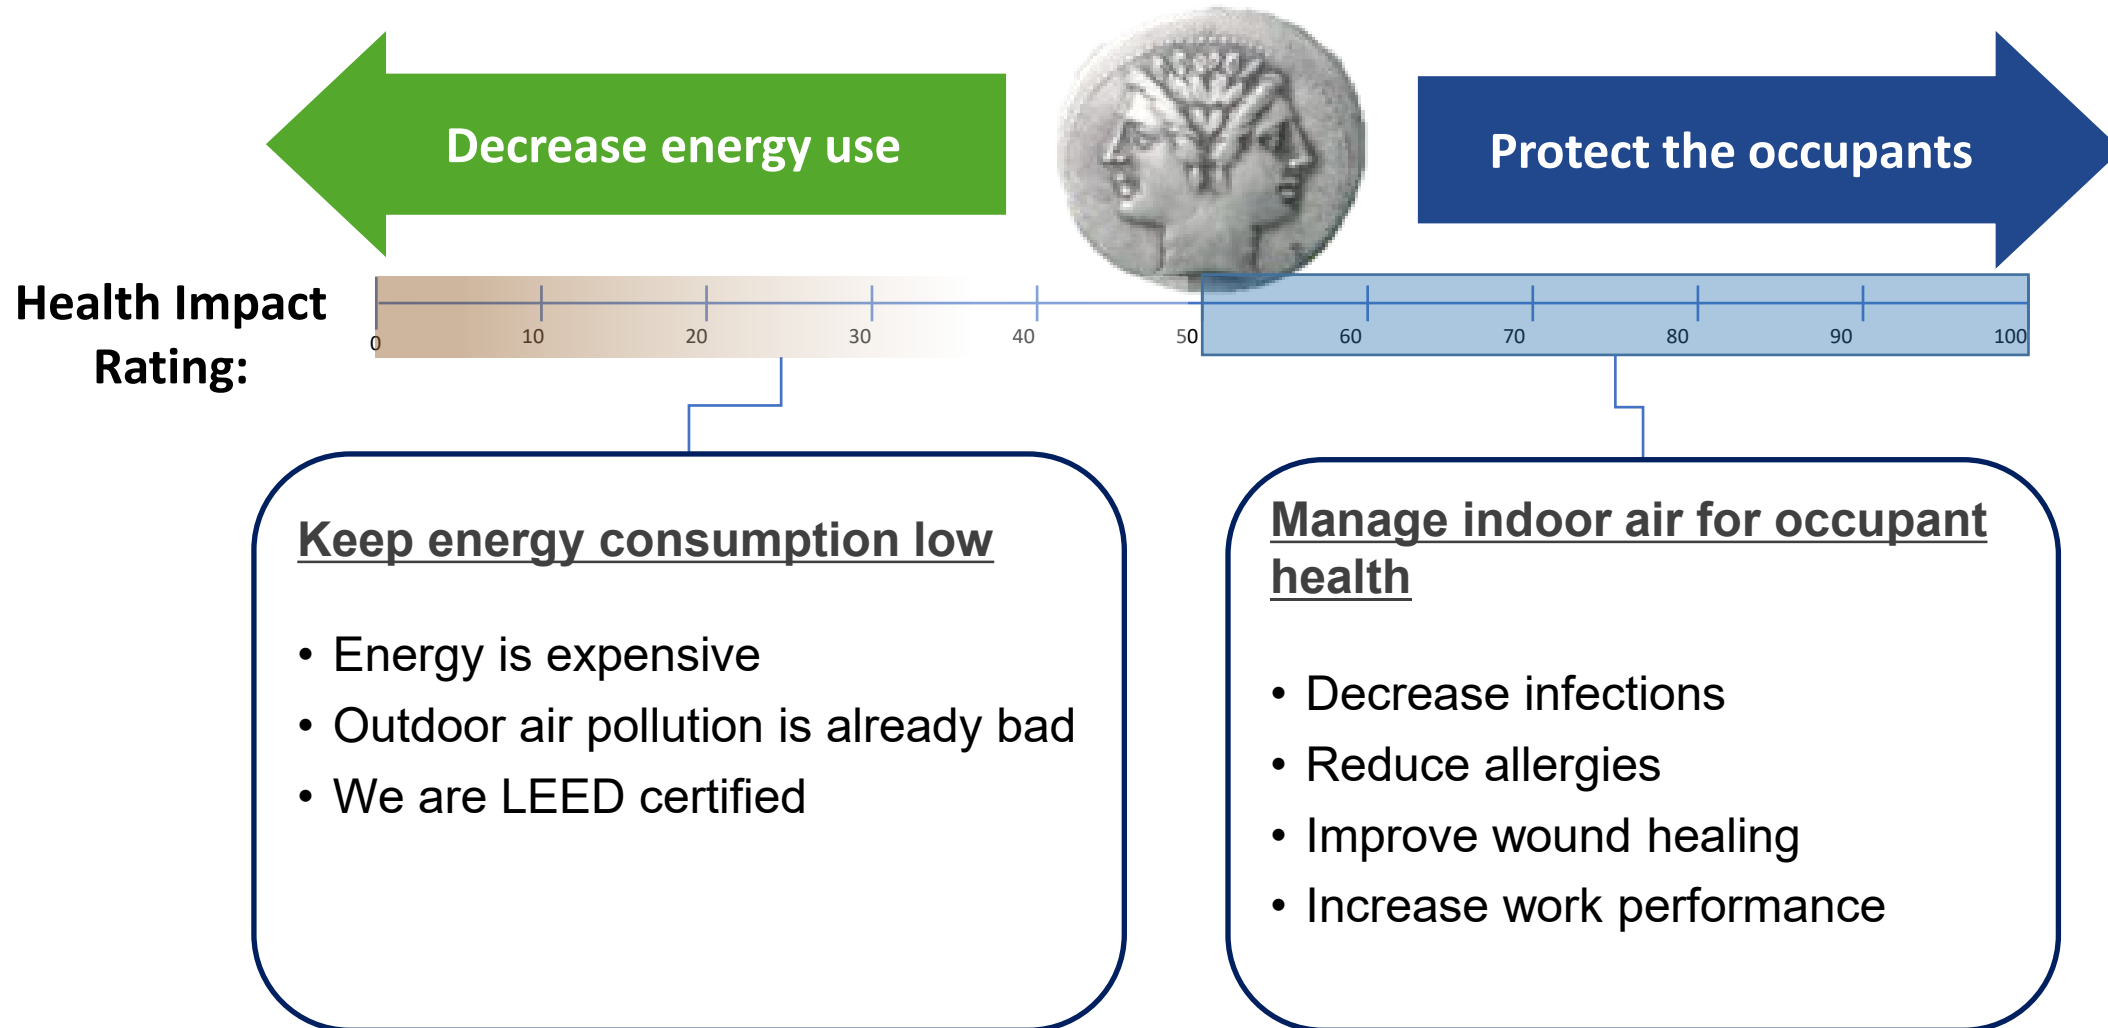 Decrease energy use
Protect the occupants
Health Impact
Rating:
0 10 20 30 40 50 60 70 80 90 100
Keep energy consumption low
• Energy is expensive
• Outdoor air pollution is already bad
• We are LEED certified
Manage indoor air for occupant
health
• Decrease infections
• Reduce allergies
• Improve wound healing
• Increase work performance